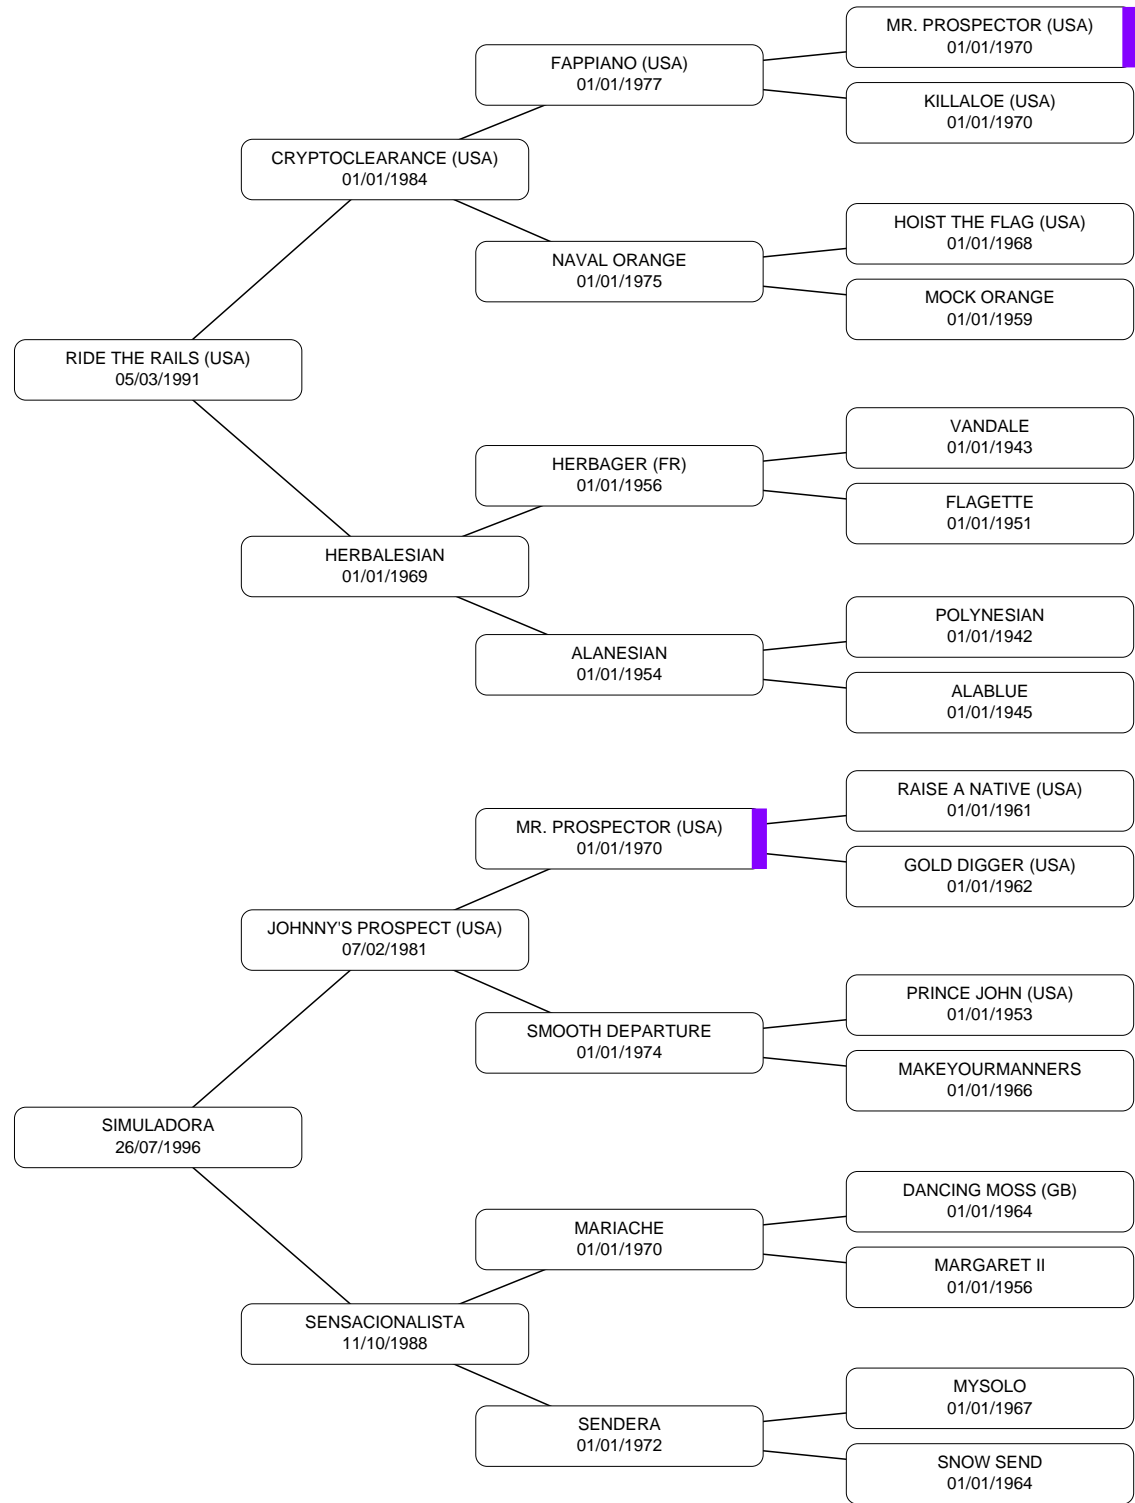 MR. PROSPECTOR (USA)
01/01/1970
FAPPIANO (USA)
01/01/1977
KILLALOE (USA)
01/01/1970
CRYPTOCLEARANCE (USA)
01/01/1984
HOIST THE FLAG (USA)
01/01/1968
NAVAL ORANGE
01/01/1975
MOCK ORANGE
01/01/1959
RIDE THE RAILS (USA)
05/03/1991
VANDALE
01/01/1943
HERBAGER (FR)
01/01/1956
FLAGETTE
01/01/1951
HERBALESIAN
01/01/1969
POLYNESIAN
01/01/1942
ALANESIAN
01/01/1954
ALABLUE
01/01/1945
RAISE A NATIVE (USA)
01/01/1961
MR. PROSPECTOR (USA)
01/01/1970
GOLD DIGGER (USA)
01/01/1962
JOHNNY'S PROSPECT (USA)
07/02/1981
PRINCE JOHN (USA)
01/01/1953
SMOOTH DEPARTURE
01/01/1974
MAKEYOURMANNERS
01/01/1966
SIMULADORA
26/07/1996
DANCING MOSS (GB)
01/01/1964
MARIACHE
01/01/1970
MARGARET II
01/01/1956
SENSACIONALISTA
11/10/1988
MYSOLO
01/01/1967
SENDERA
01/01/1972
SNOW SEND
01/01/1964